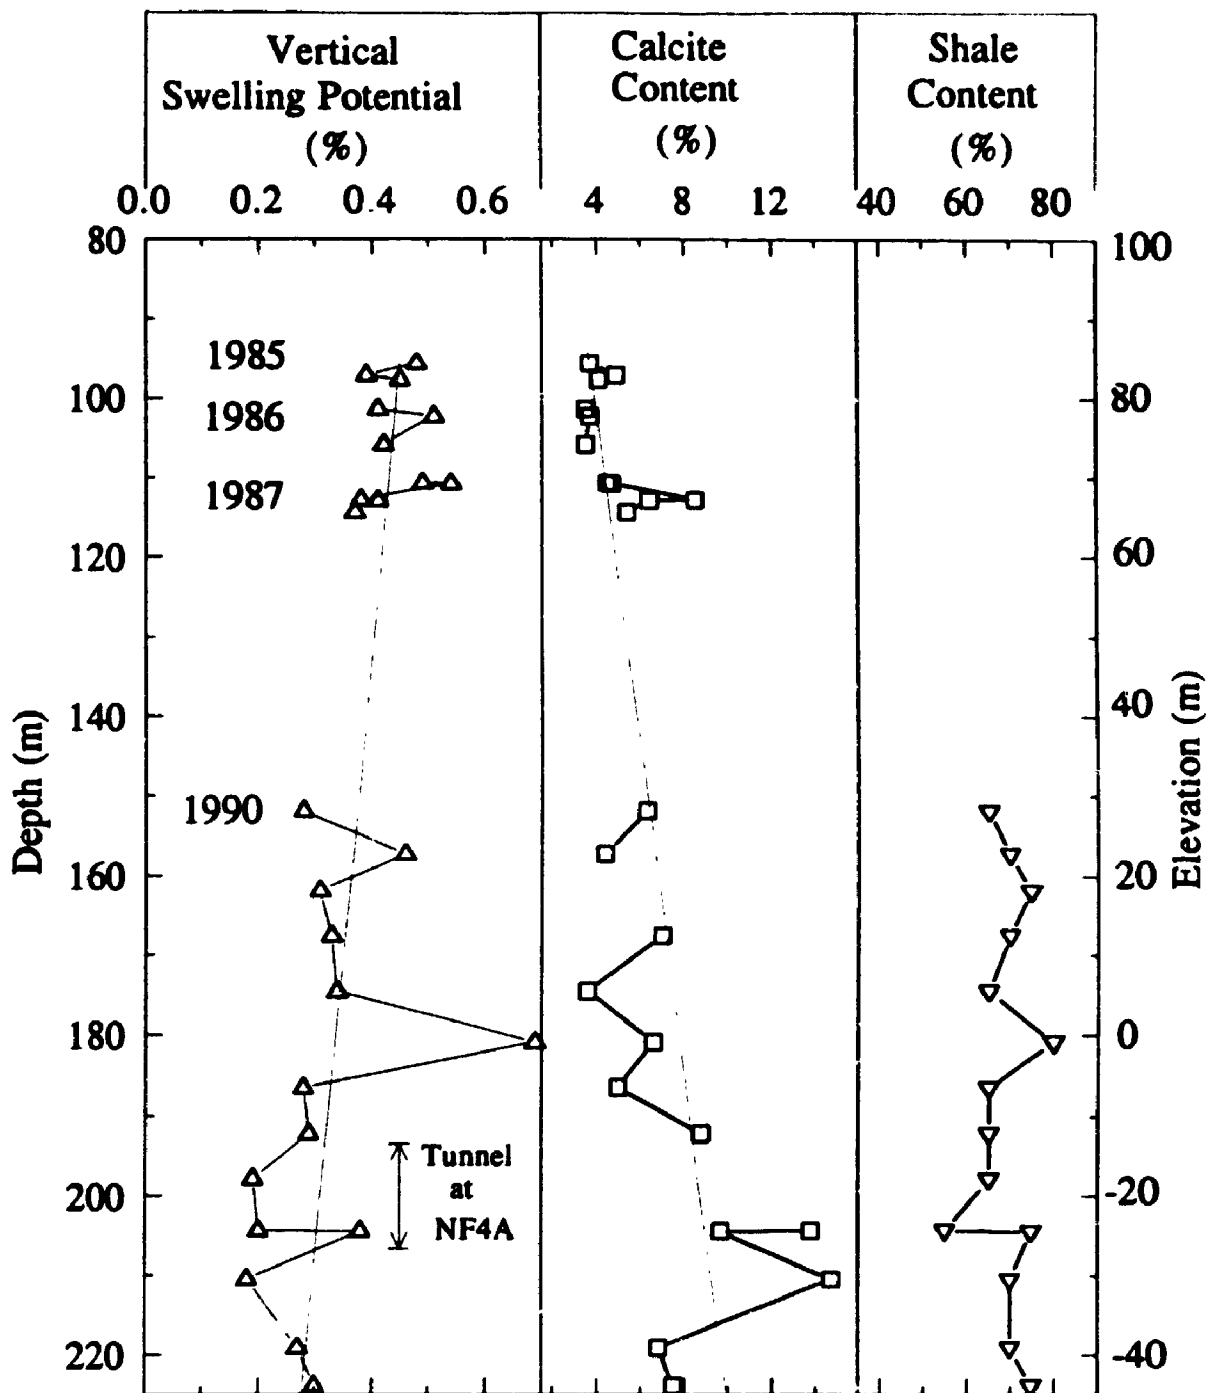 Vertical
Swelling Potential
(%)
Calcite
Content
(%)
Shale
Content
(%)
0.0 0.2 0.4 0.6 4 8 12 40 60 80
80 100
1985
100 80
1986
1987
120 60
140 40
Depth (m)
Elevation (m)
1990
160 20
180 0
Tunnel
at
NF4A
200 -20
220 -40